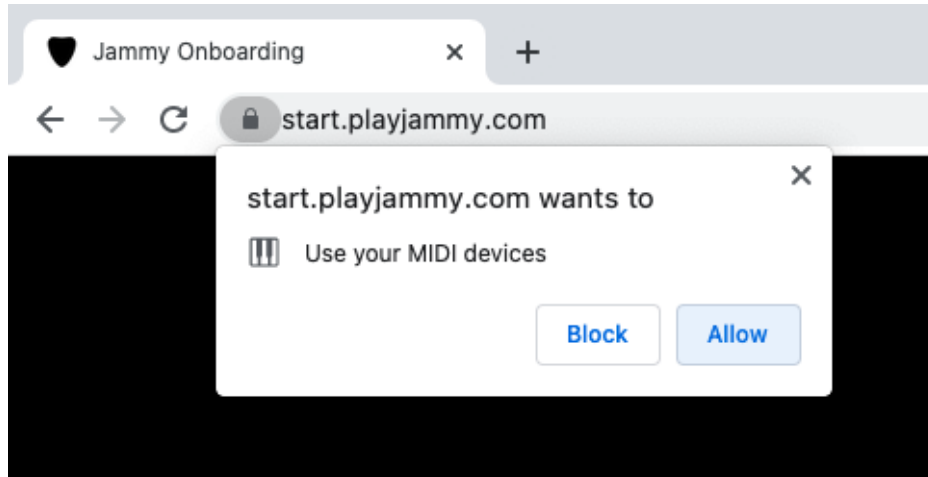 Jammy Onboarding
start.playjammy.com
start.playjammy.com wants to
Use your MIDI devices
Block
Allow